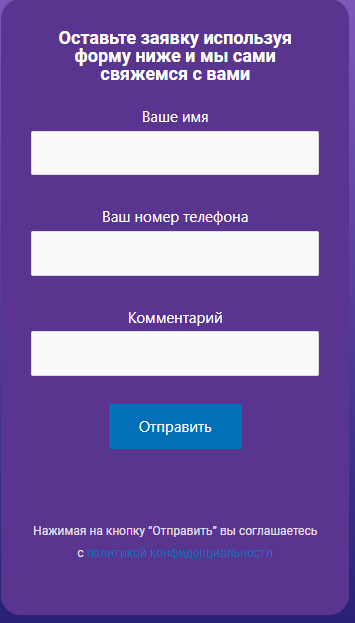 Оставьте заявку используя
форму ниже и мы сами
свяжемся с вами
Ваше имя
Ваш номер телефона
Комментарий
Отправить
Нажимая на кнопку “Отправить” вы соглашаетесь
с политикой конфиденциальности